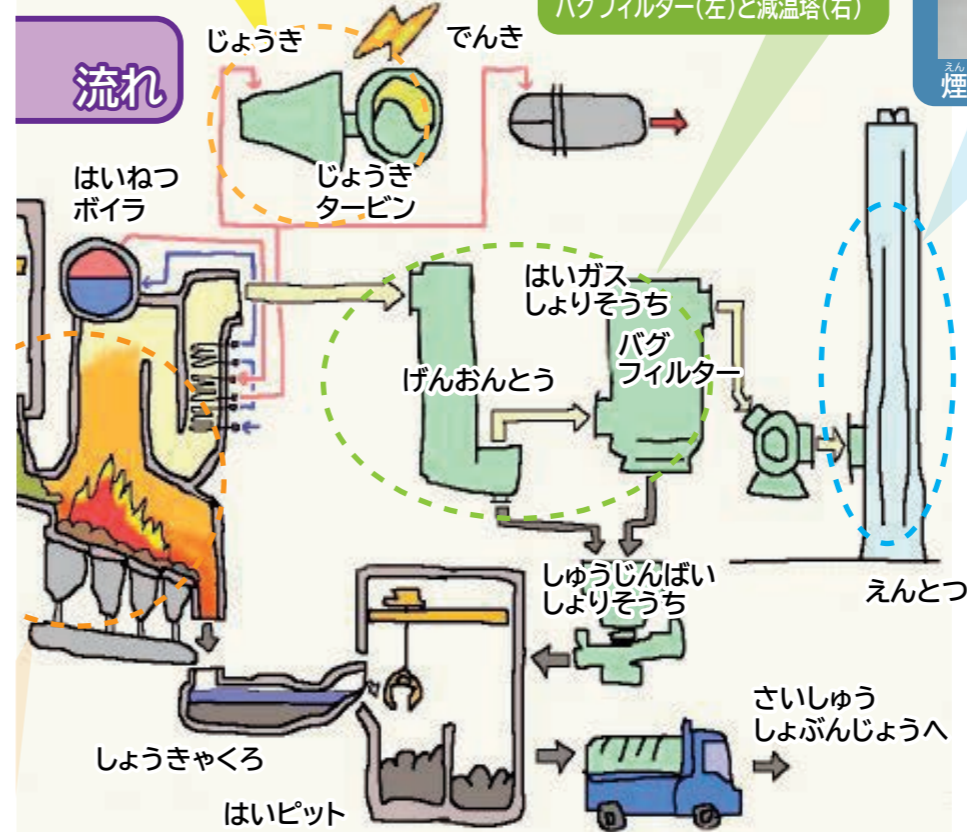 バグフィルター(左)と減温塔(右)
えん
煙
流れ
じょうき
でんき
じょうき
タービン
はいねつ
ボイラ
はいガス
しょりそうち
バグ
フィルター
げんおんとう
しゅうじんばい
しょりそうち
えんとつ
さいしゅう
しょぶんじょうへ
しょうきゃくろ
はいピット